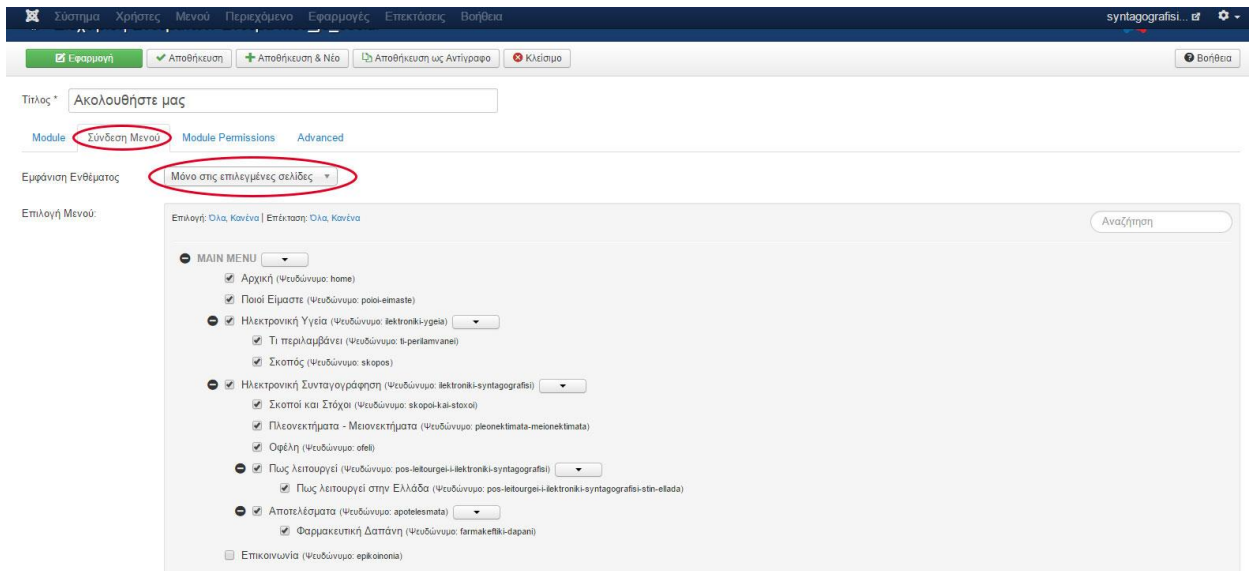 Σύστημα Χρήστες Μενού Περιεχόμενο Εφαρμογές Επεκτάσεις Βοήθεια syntagografisi...
Εφαρμογή Αποθήκευση Αποθήκευση & Νέο Αποθήκευση ως Αντίγραφο Κλείσιμο Βοήθεια
Τίτλος * Ακολουθήστε μας
Module Σύνδεση Μενού Module Permissions Advanced
Εμφάνιση Ενθέματος Μόνο στις επιλεγμένες σελίδες
Επιλογή Μενού: Επιλογή: Όλα, Κανένα | Επέκταση: Όλα, Κανένα Αναζήτηση
MAIN MENU
Αρχική (Ψευδώνυμο: home)
Ποιοί Είμαστε (Ψευδώνυμο: poioi-eimaste)
Ηλεκτρονική Υγεία (Ψευδώνυμο: ilektroniki-ygeia)
Τι περιλαμβάνει (Ψευδώνυμο: ti-perilamvanei)
Σκοπός (Ψευδώνυμο: skopos)
Ηλεκτρονική Συνταγογράφηση (Ψευδώνυμο: ilektroniki-syntagografisi)
Σκοποί και Στόχοι (Ψευδώνυμο: skopoi-kai-stoxoi)
Πλεονεκτήματα - Μειονεκτήματα (Ψευδώνυμο: pleonektimata-meionektimata)
Οφέλη (Ψευδώνυμο: ofeli)
Πως λειτουργεί (Ψευδώνυμο: pos-leitourgei-i-ilektroniki-syntagografisi)
Πως λειτουργεί στην Ελλάδα (Ψευδώνυμο: pos-leitourgei-i-ilektroniki-syntagografisi-stin-ellada)
Αποτελέσματα (Ψευδώνυμο: apotelesmata)
Φαρμακευτική Δαπάνη (Ψευδώνυμο: farmakeftiki-dapani)
Επικοινωνία (Ψευδώνυμο: epikoinonia)